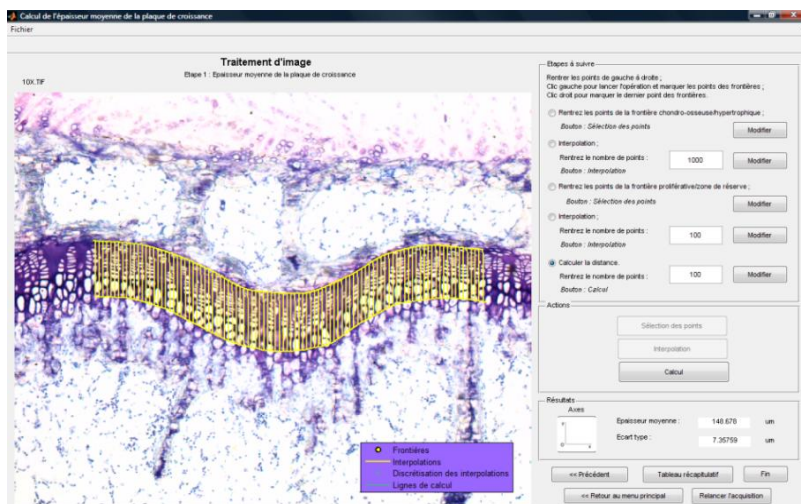 Calcul de l'épaisseur moyenne de la plaque de croissance
Fichier
Traitement d'image
Etape 1 : Epaisseur moyenne de la plaque de croissance
10X.TIF
Frontières
Interpolations
Discrétisation des interpolations
Lignes de calcul
Etapes à suivre
Rentrer les points de gauche à droite ;
Clic gauche pour lancer l'opération et marquer les points des frontières ;
Clic droit pour marquer le dernier point des frontières.
Rentrez les points de la frontière chondro-osseuse/hypertrophique ;
Bouton : Sélection des points
Modifier
Interpolation ;
Rentrez le nombre de points :
1000
Modifier
Bouton : Interpolation
Rentrez les points de la frontière proliférative/zone de réserve ;
Bouton : Sélection des points
Modifier
Interpolation ;
Rentrez le nombre de points :
100
Modifier
Bouton : Interpolation
Calculer la distance.
Rentrez le nombre de points :
100
Modifier
Bouton : Calcul
Actions
Sélection des points
Interpolation
Calcul
Résultats
Axes
Epaisseur moyenne :
148.678
um
Ecart type :
7.35759
um
<< Précédent
Tableau récapitulatif
Fin
<< Retour au menu principal
Relancer l'acquisition